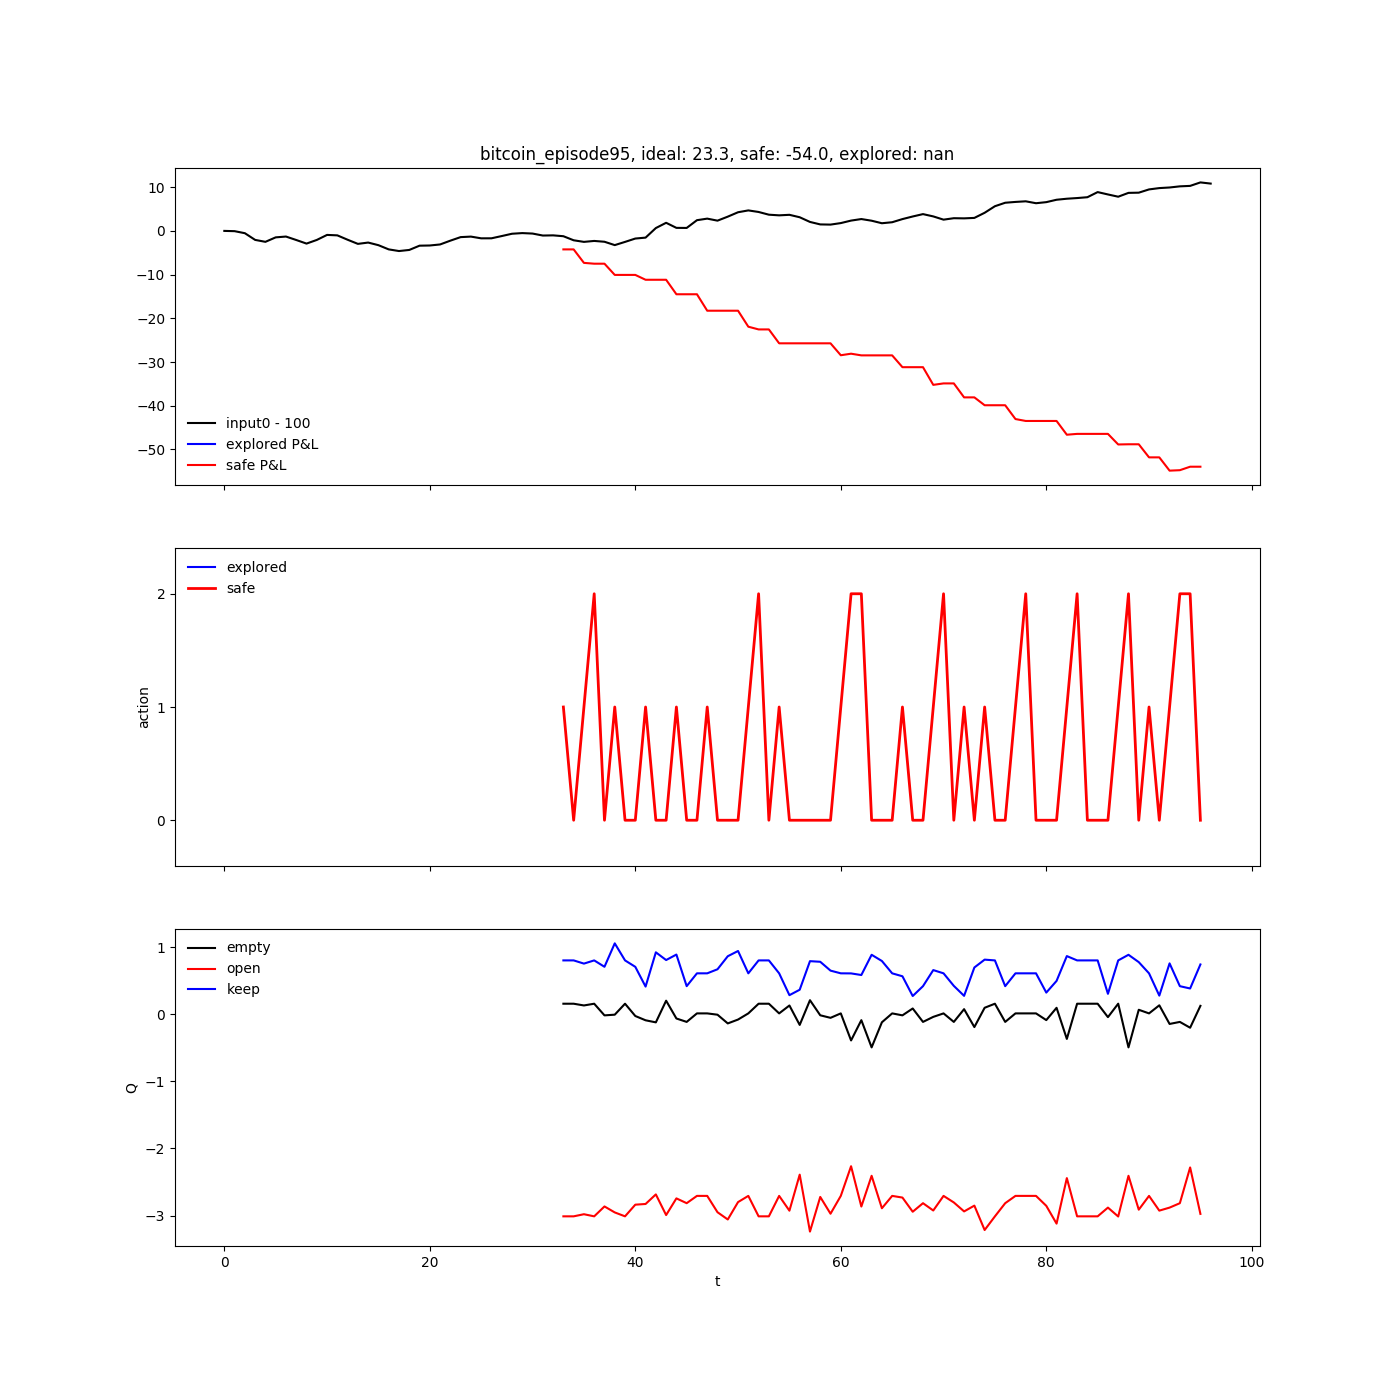 bitcoin_episode95, ideal: 23.3, safe: -54.0, explored: nan
10
0
−10
−20
−30
−40
−50
input0 - 100
explored P&L
safe P&L
explored
safe
2
1
0
action
empty
open
keep
1
0
−1
−2
−3
Q
0 20 40 60 80 100
t